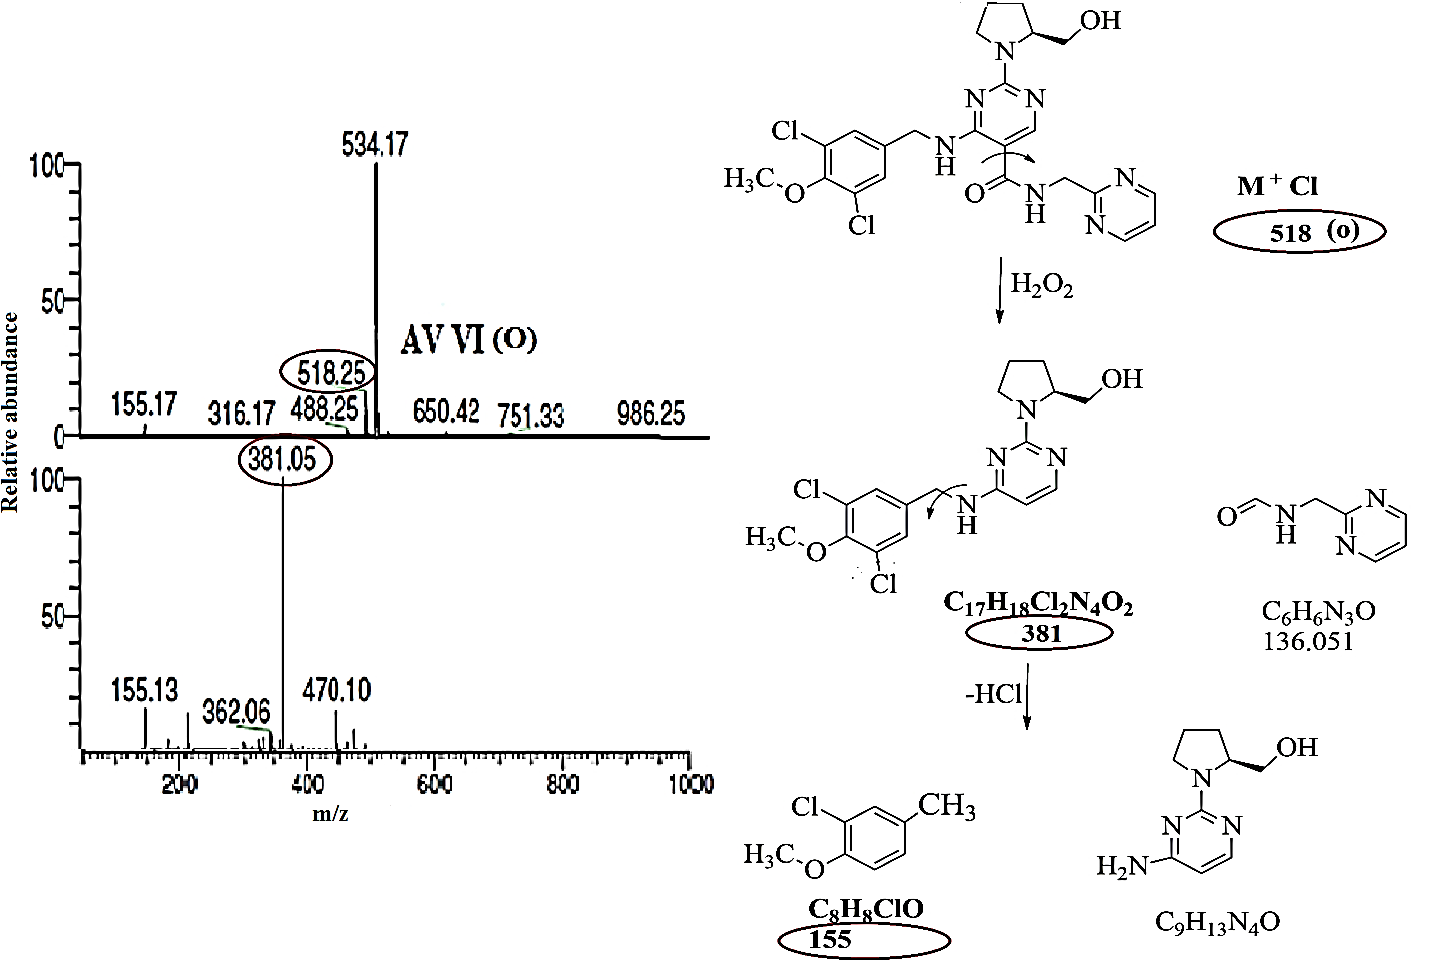 Relative abundance
100
534.17
50
AV VI (O)
518.25
155.17
316.17
488.25
650.42
751.33
986.25
0
381.05
100
50
155.13
362.06
470.10
200
400
600
800
1000
m/z
OH
N
N
N
Cl
N
H
H₃C
O
Cl
O
N
H
N
N
M⁺ Cl
518 (o)
H₂O₂
OH
N
N
N
Cl
N
H
H₃C
O
Cl
C₁₇H₁₈Cl₂N₄O₂
381
O
N
H
N
N
C₆H₆N₃O
136.051
-HCl
Cl
CH₃
H₃C
O
C₈H₈ClO
155
OH
N
N
N
H₂N
C₉H₁₃N₄O